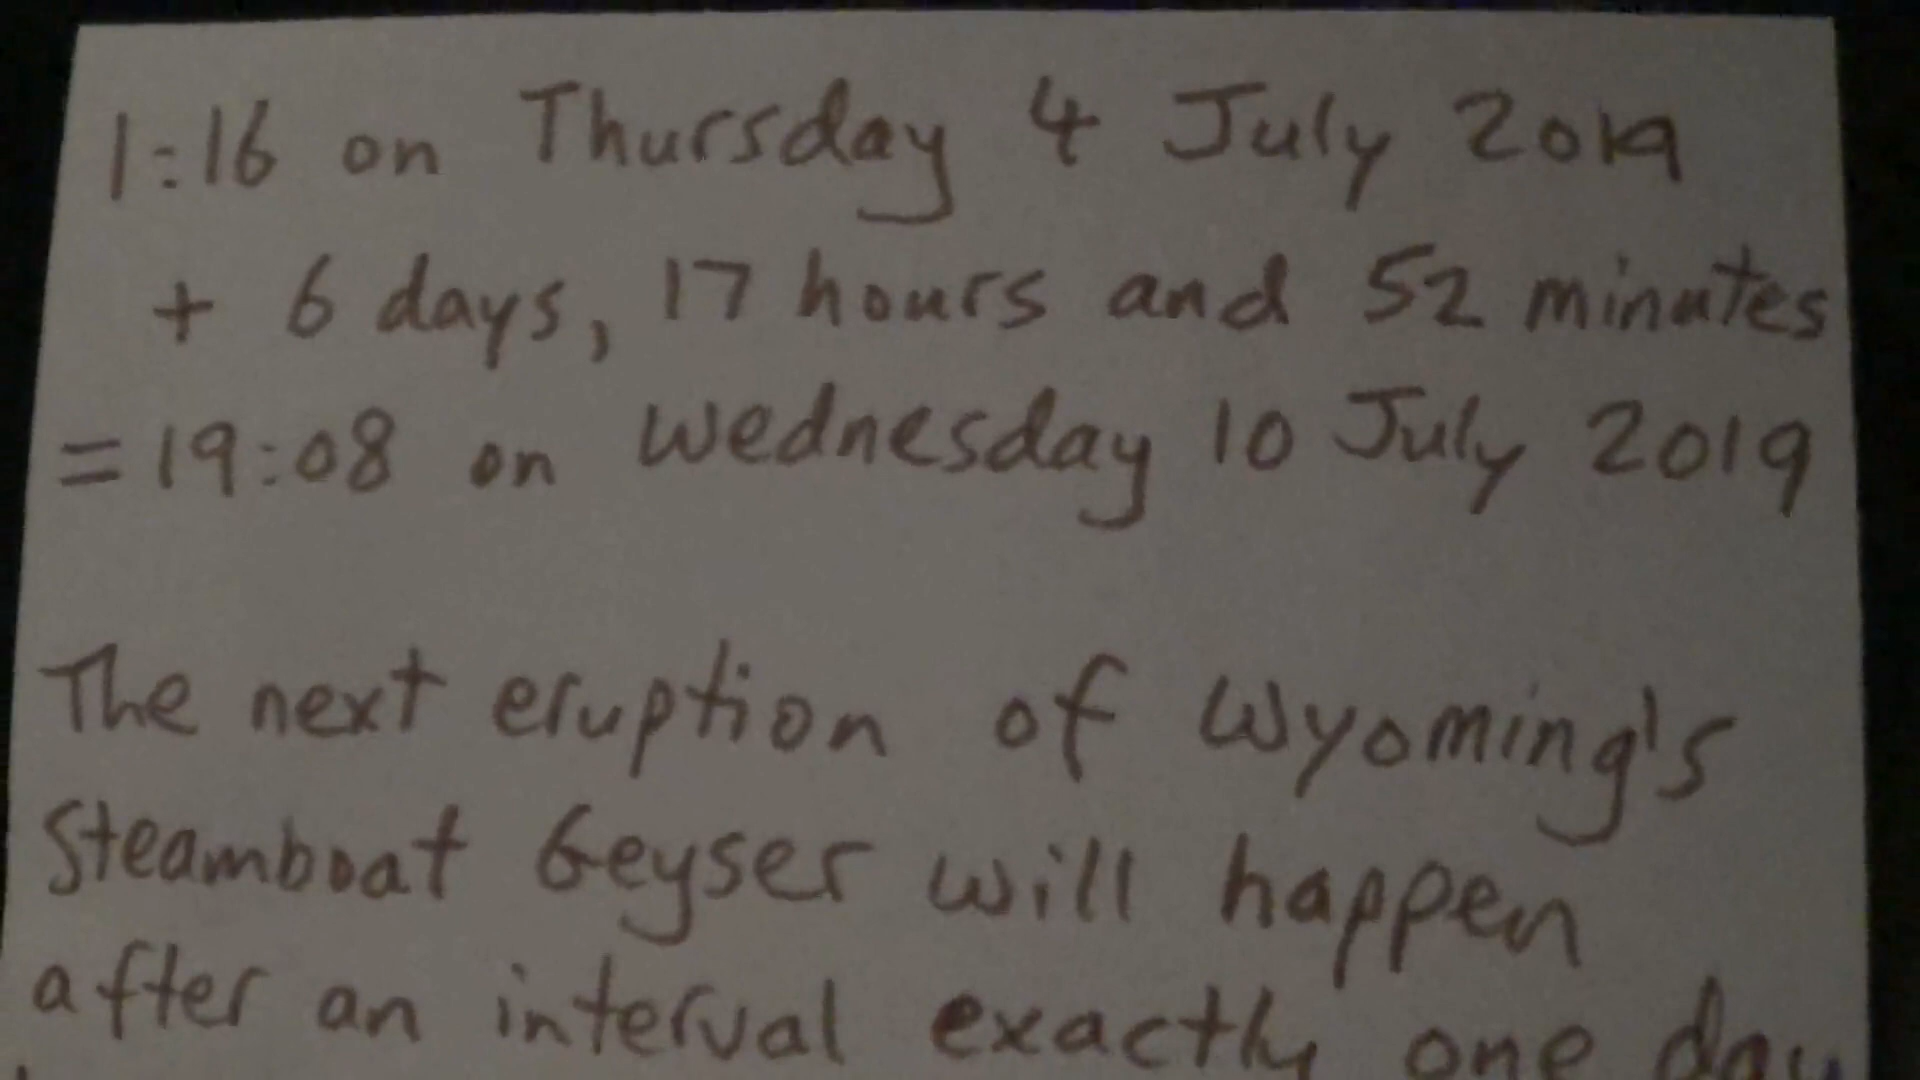 1:16 on Thursday 4 July 2019
+ 6 days, 17 hours and 52 minutes
= 19:08 on Wednesday 10 July 2019
The next eruption of Wyoming's
Steamboat Geyser will happen
after an interval exactly one day